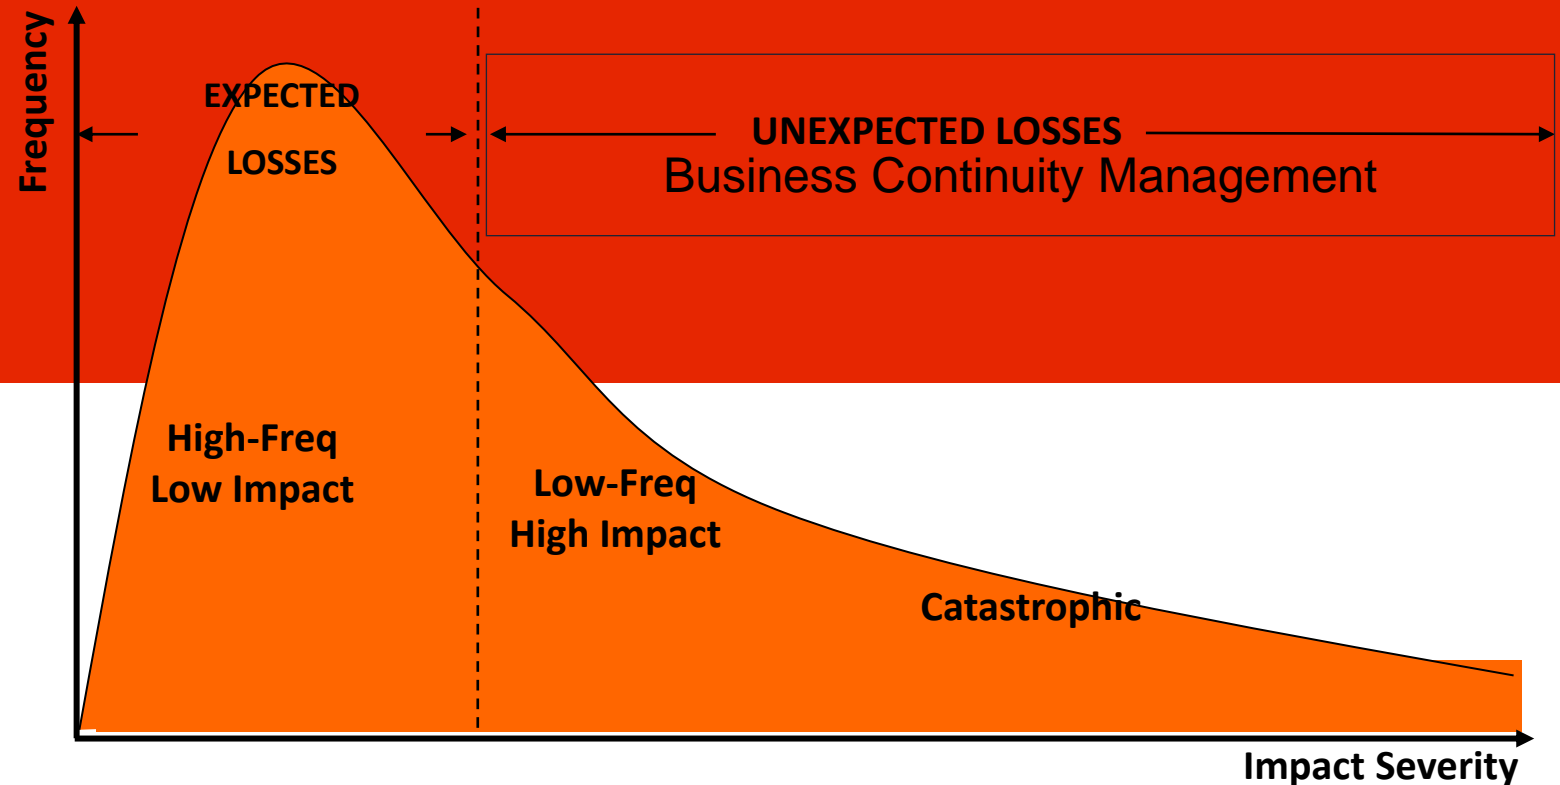 Frequency
EXPECTED
LOSSES
UNEXPECTED LOSSES
Business Continuity Management
High-Freq
Low Impact
Low-Freq
High Impact
Catastrophic
Impact Severity